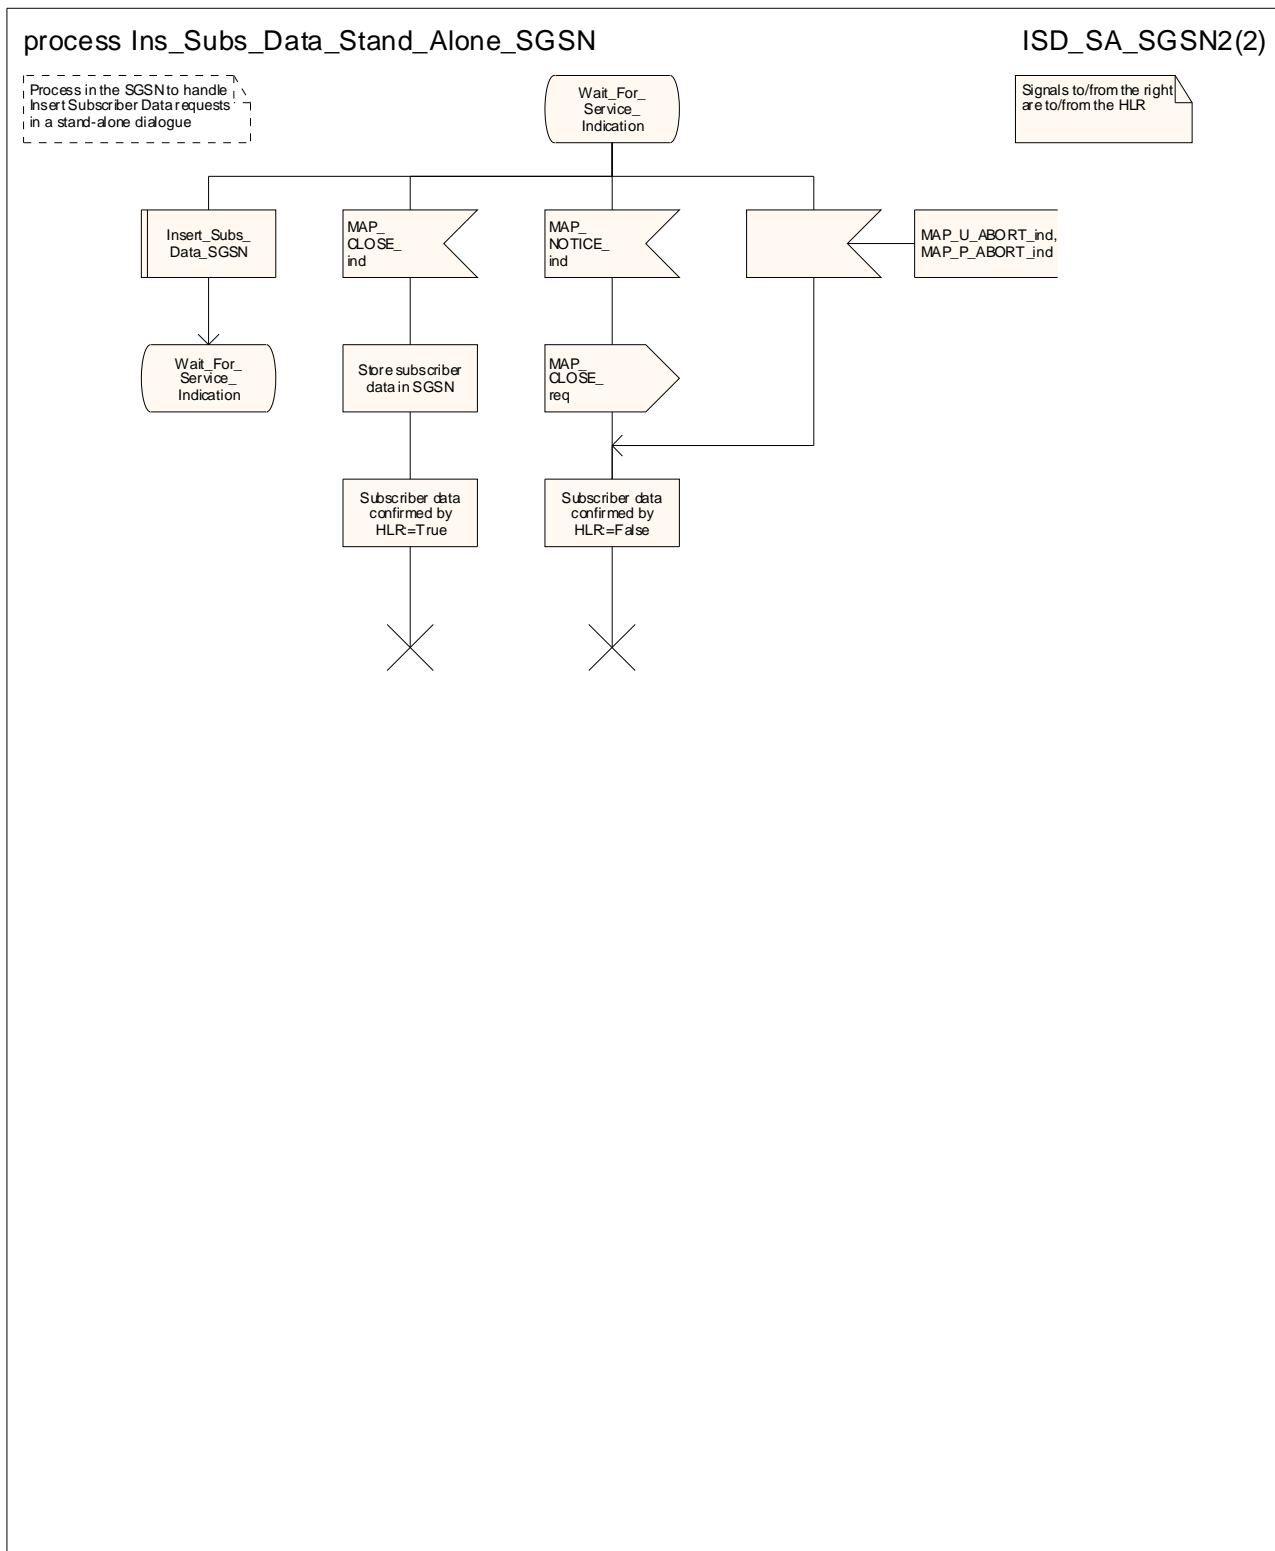 process Ins_Subs_Data_Stand_Alone_SGSN
ISD_SA_SGSN2(2)
Process in the SGSN to handle
Insert Subscriber Data requests
in a stand-alone dialogue
Wait_For_
Service_
Indication
Signals to/from the right
are to/from the HLR
Insert_Subs_
Data_SGSN
MAP_
CLOSE_
ind
MAP_
NOTICE_
ind
MAP_U_ABORT_ind,
MAP_P_ABORT_ind
Wait_For_
Service_
Indication
Store subscriber
data in SGSN
MAP_
CLOSE_
req
Subscriber data
confirmed by
HLR:=True
Subscriber data
confirmed by
HLR:=False